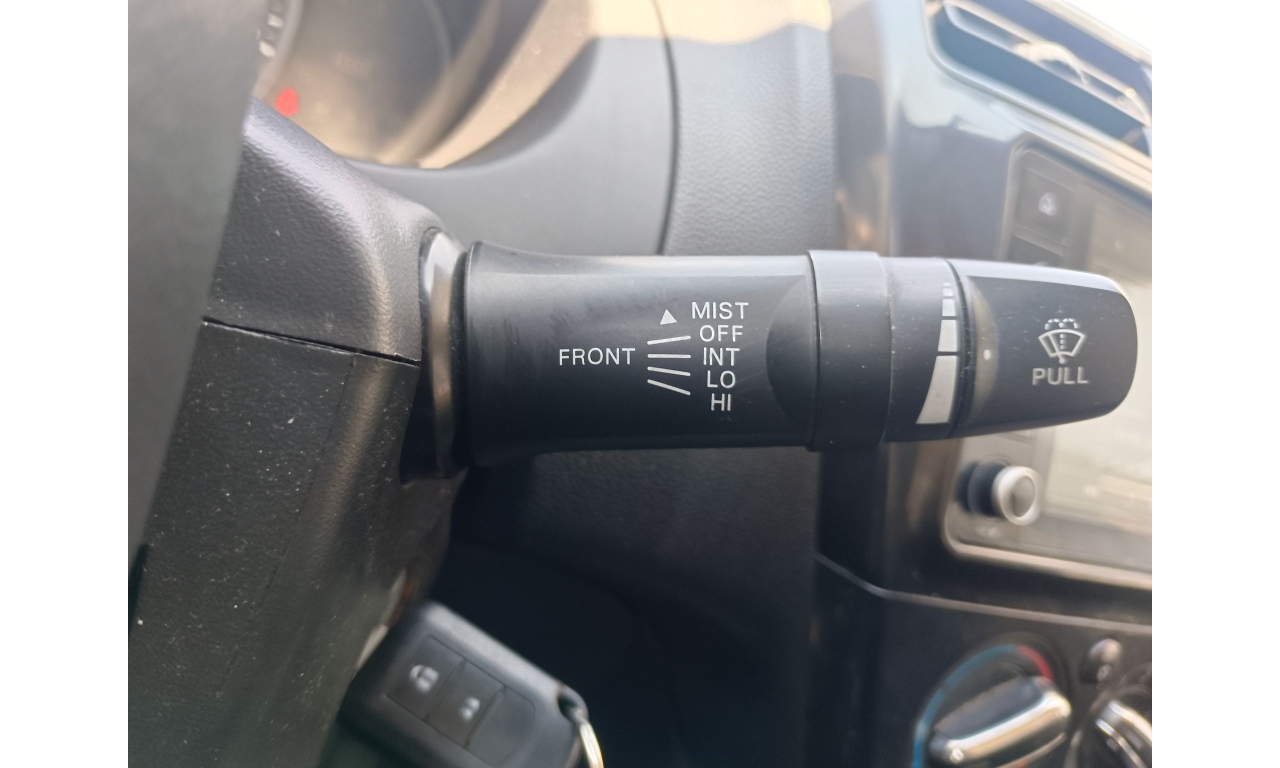 MIST
OFF
FRONT INT
LO
HI
PULL